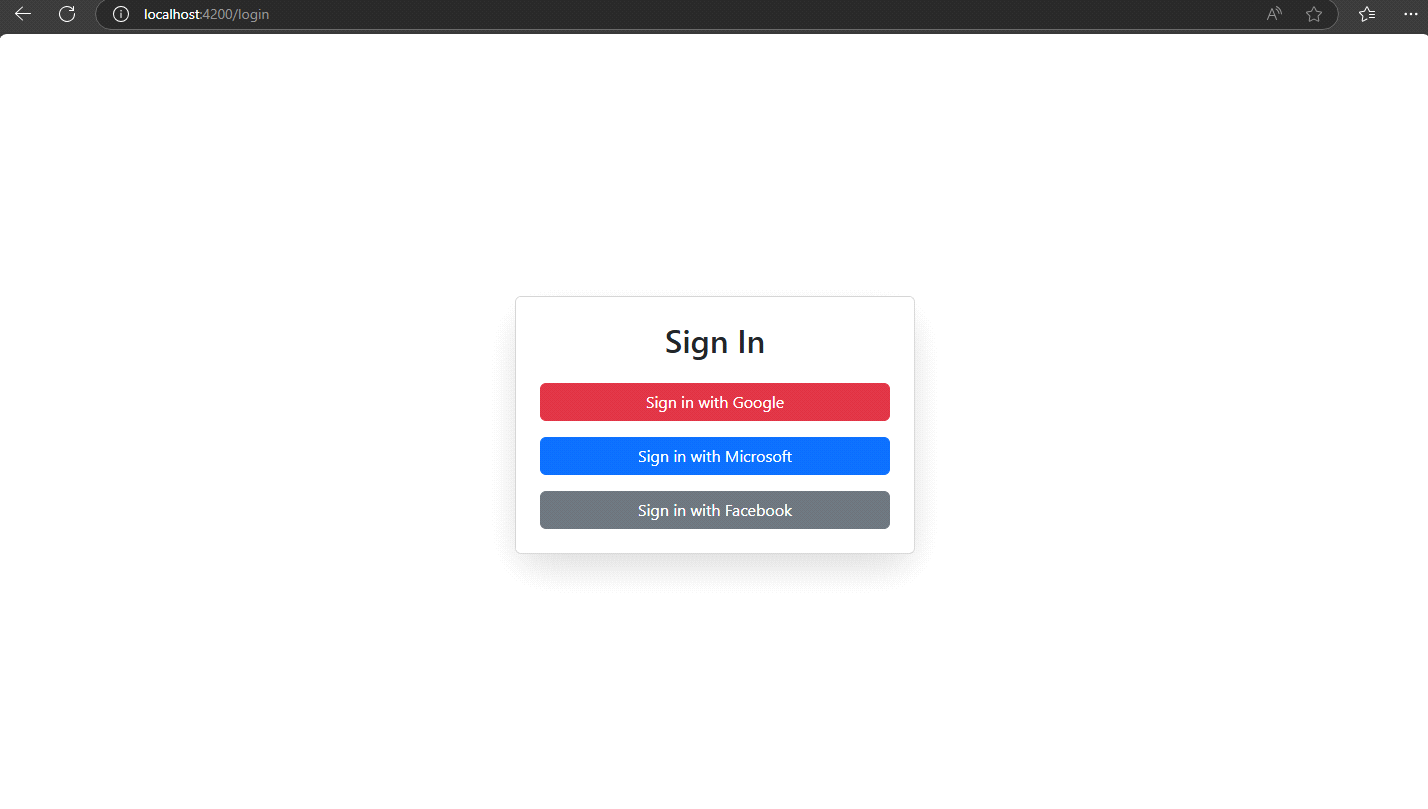 localhost:4200/login
Sign In
Sign in with Google
Sign in with Microsoft
Sign in with Facebook